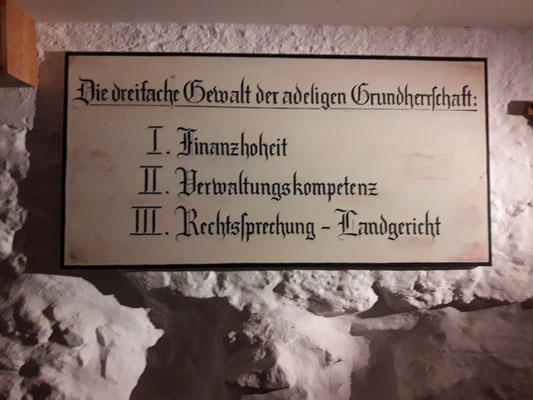 Die dreifache Gewalt der adeligen Grundherrſchaft:
I. Finanzhoheit
II. Verwaltungskompetenz
III. Rechtsſprechung - Landgericht